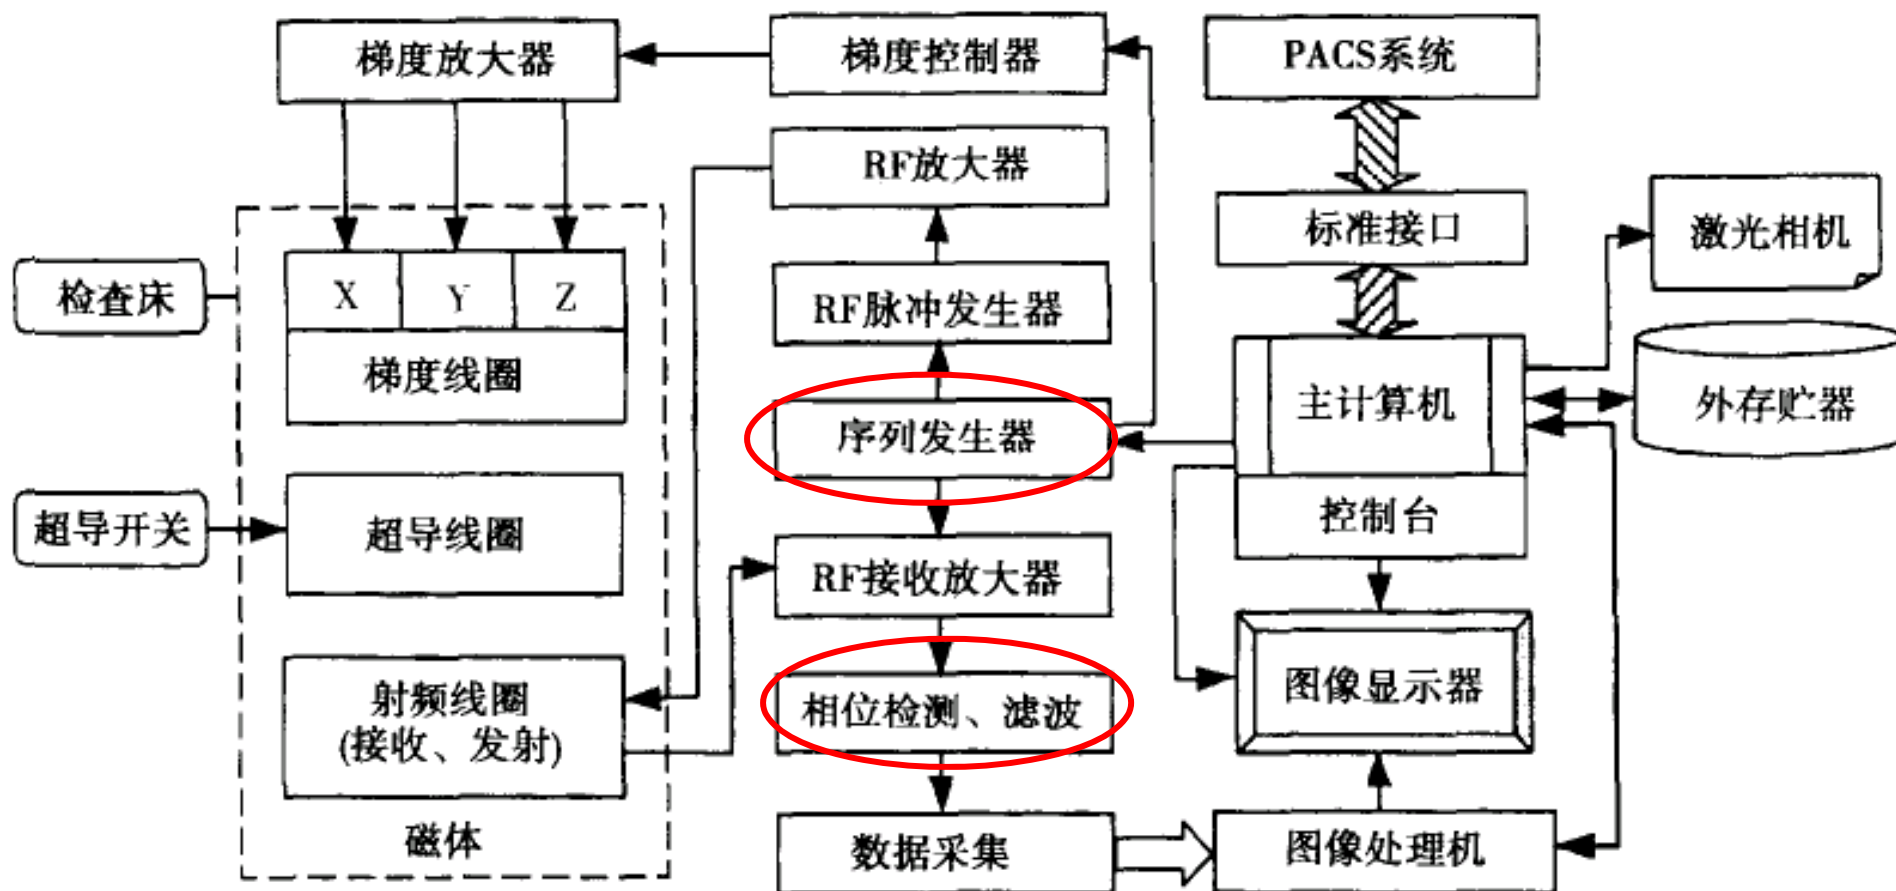 梯度放大器
梯度控制器
PACS系统
RF放大器
标准接口
激光相机
检查床
X
Y
Z
RF脉冲发生器
梯度线圈
主计算机
外存贮器
序列发生器
控制台
超导开关
超导线圈
RF接收放大器
射频线圈
(接收、发射)
相位检测、滤波
图像显示器
磁体
数据采集
图像处理机